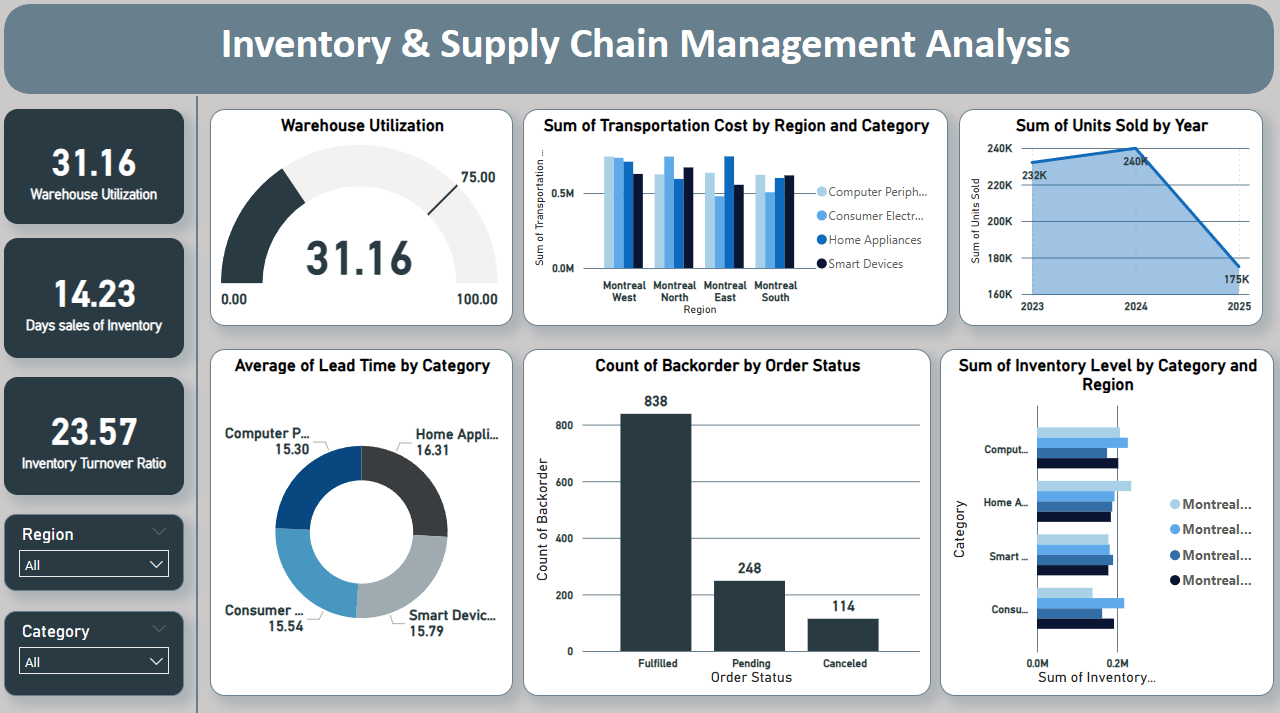 Inventory & Supply Chain Management Analysis
31.16
Warehouse Utilization
14.23
Days sales of Inventory
23.57
Inventory Turnover Ratio
Region
All
Category
All
Warehouse Utilization
75.00
31.16
0.00
100.00
Sum of Transportation Cost by Region and Category
Sum of Transportation ...
0.5M
0.0M
Montreal West
Montreal North
Montreal East
Montreal South
Region
Computer Periph...
Consumer Electr...
Home Appliances
Smart Devices
Sum of Units Sold by Year
Sum of Units Sold
240K
220K
200K
180K
160K
232K
240K
175K
2023
2024
2025
Average of Lead Time by Category
Computer P...
15.30
Home Appli...
16.31
Consumer ...
15.54
Smart Devic...
15.79
Count of Backorder by Order Status
Count of Backorder
800
600
400
200
0
838
248
114
Fulfilled
Pending
Canceled
Order Status
Sum of Inventory Level by Category and
Region
Category
Comput...
Home A...
Smart ...
Consu...
0.0M
0.2M
Sum of Inventory...
Montreal...
Montreal...
Montreal...
Montreal...